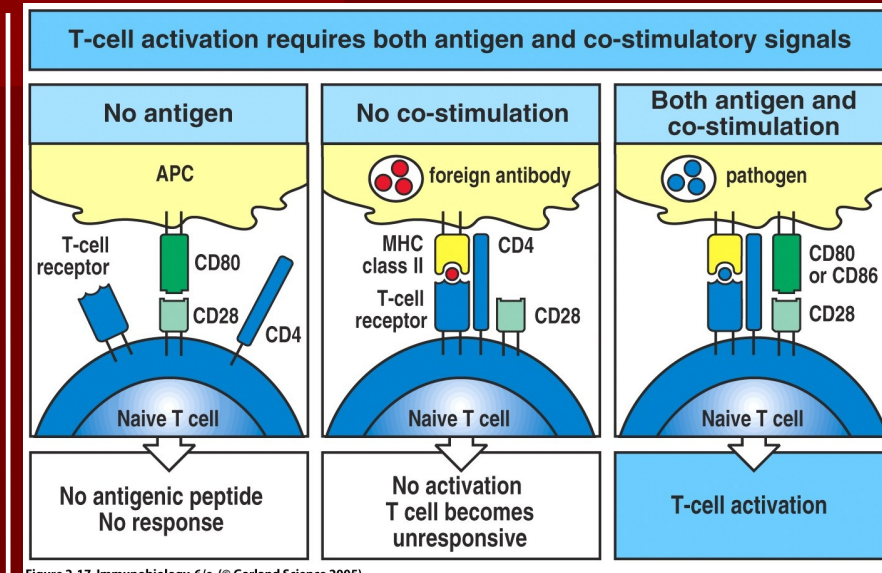 T-cell activation requires both antigen and co-stimulatory signals
No antigen
APC
T-cell
receptor
CD80
CD28
CD4
Naive T cell
No antigenic peptide
No response
No co-stimulation
foreign antibody
MHC
class II
CD4
T-cell
receptor
CD28
Naive T cell
No activation
T cell becomes
unresponsive
Both antigen and
co-stimulation
pathogen
CD80
or CD86
CD28
Naive T cell
T-cell activation